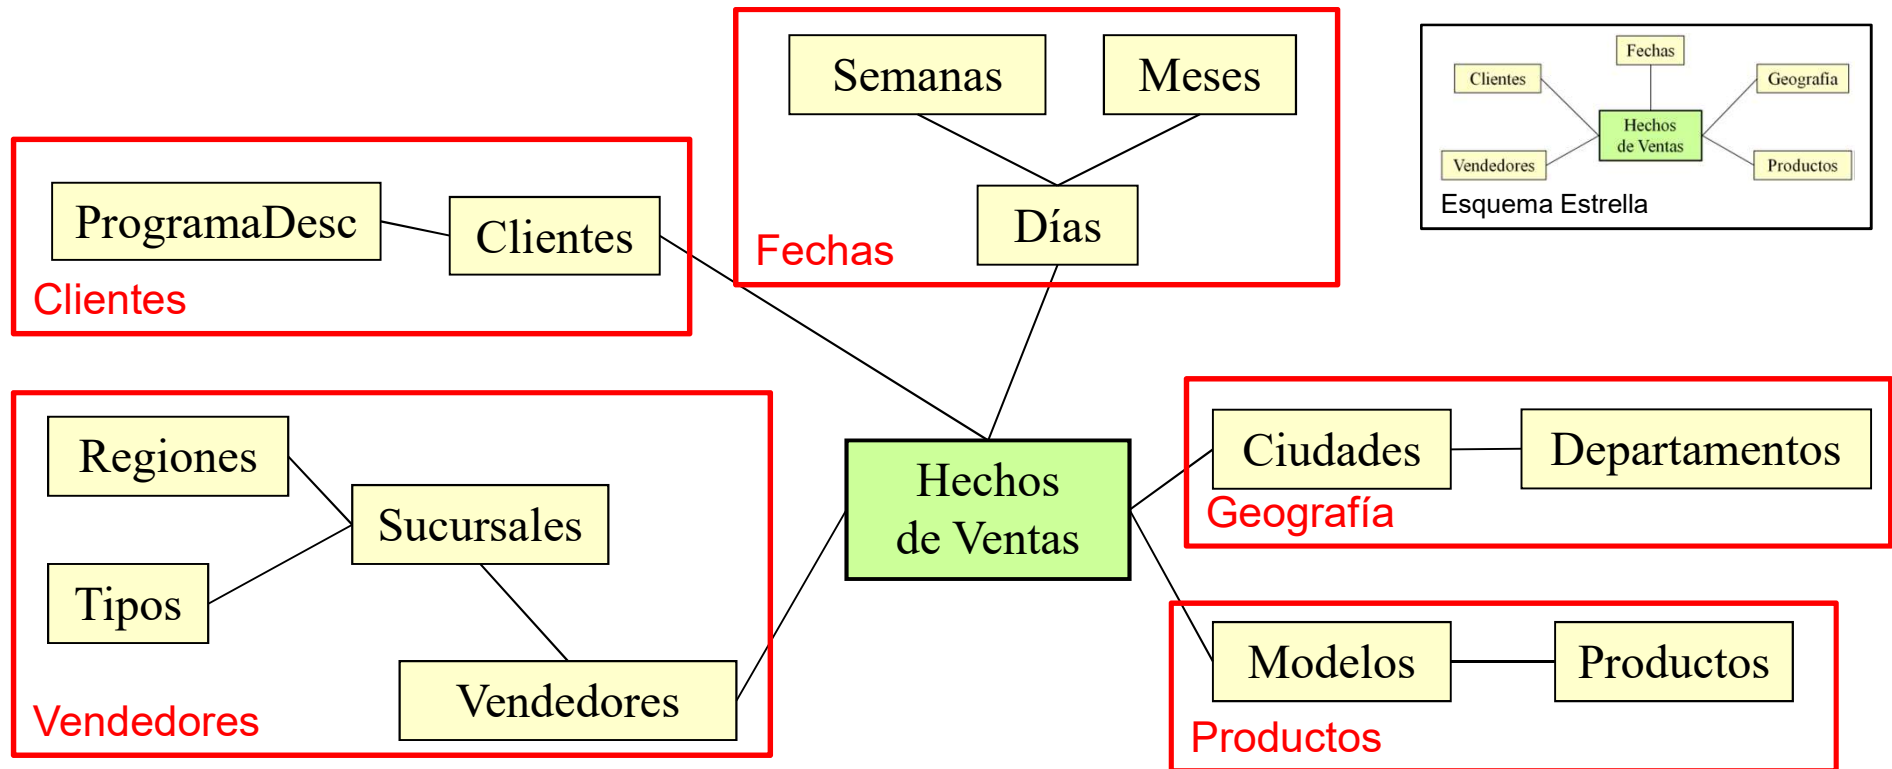 Semanas
Meses
Días
Fechas
ProgramaDesc
Clientes
Clientes
Regiones
Tipos
Sucursales
Vendedores
Vendedores
Hechos
de Ventas
Ciudades
Departamentos
Geografía
Modelos
Productos
Productos
Fechas
Clientes
Geografía
Hechos
de Ventas
Vendedores
Productos
Esquema Estrella